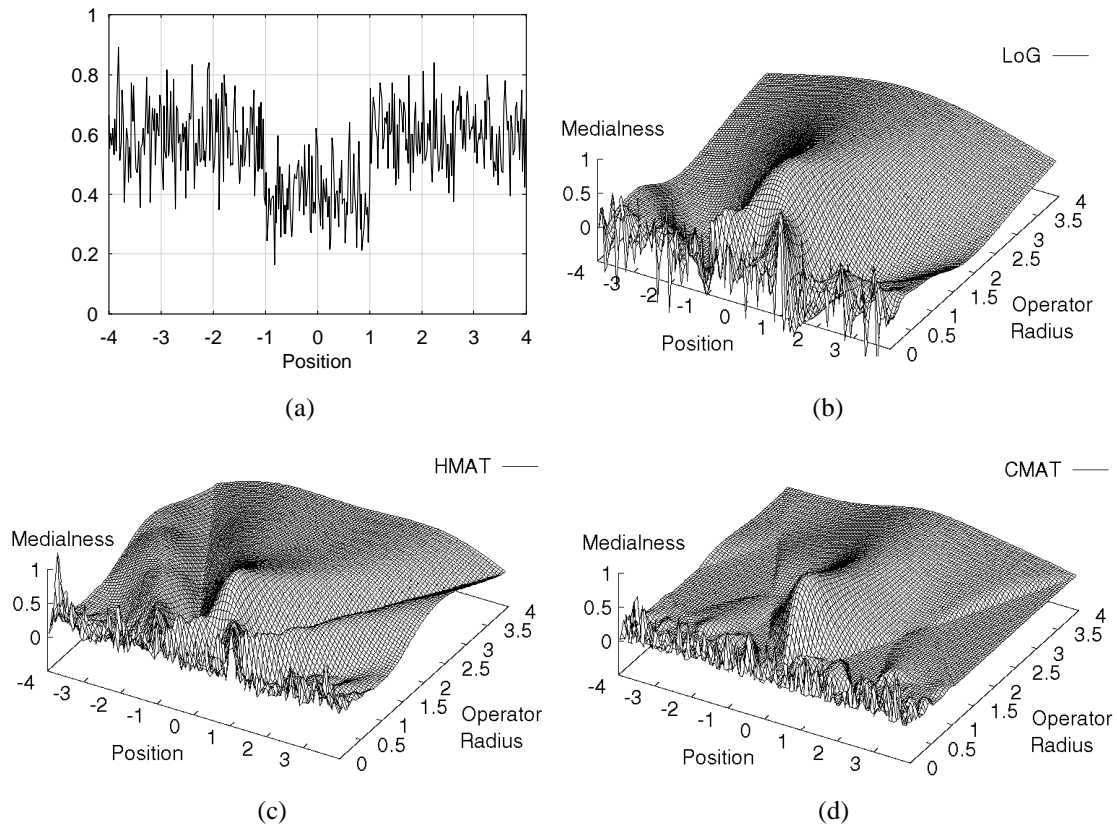 1
0.8
0.6
0.4
0.2
0
-4 -3 -2 -1 0 1 2 3 4
Position
(a)
LoG
Medialness
1
0.5
0
-4 -3 -2 -1 0 1 2 3
Position
0 0.5 1 1.5 2 2.5 3 3.5 4
Operator
Radius
(b)
HMAT
Medialness
1
0.5
0
-4 -3 -2 -1 0 1 2 3
Position
0 0.5 1 1.5 2 2.5 3 3.5 4
Operator
Radius
(c)
CMAT
Medialness
1
0.5
0
-4 -3 -2 -1 0 1 2 3
Position
0 0.5 1 1.5 2 2.5 3 3.5 4
Operator
Radius
(d)